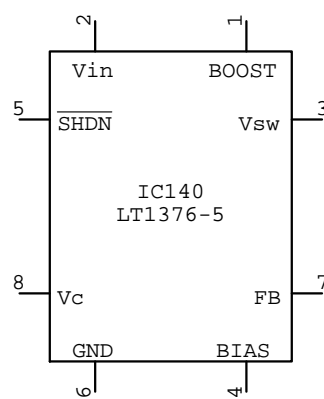 2 1
Vin BOOST
5 SHDN Vsw 3
IC140
LT1376-5
8 Vc FB 7
GND BIAS
6 4